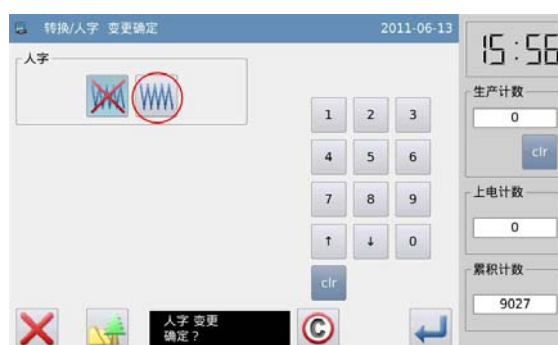 转换/人字 变更确定 2011-06-13
15:56
人字
生产计数
0
clr
1 2 3
4 5 6
7 8 9
↑ ↓ 0
clr
上电计数
0
累积计数
9027
人字 变更
确定?
C